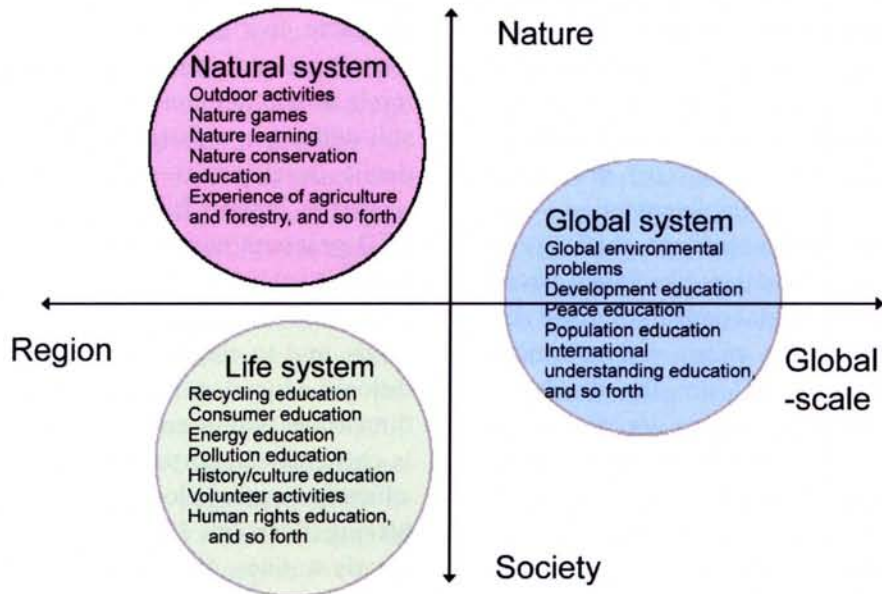 Nature
Natural system
Outdoor activities
Nature games
Nature learning
Nature conservation
education
Experience of agriculture
and forestry, and so forth
Global system
Global environmental
problems
Development education
Peace education
Population education
International
understanding education,
and so forth
Region
Global
-scale
Life system
Recycling education
Consumer education
Energy education
Pollution education
History/culture education
Volunteer activities
Human rights education,
and so forth
Society